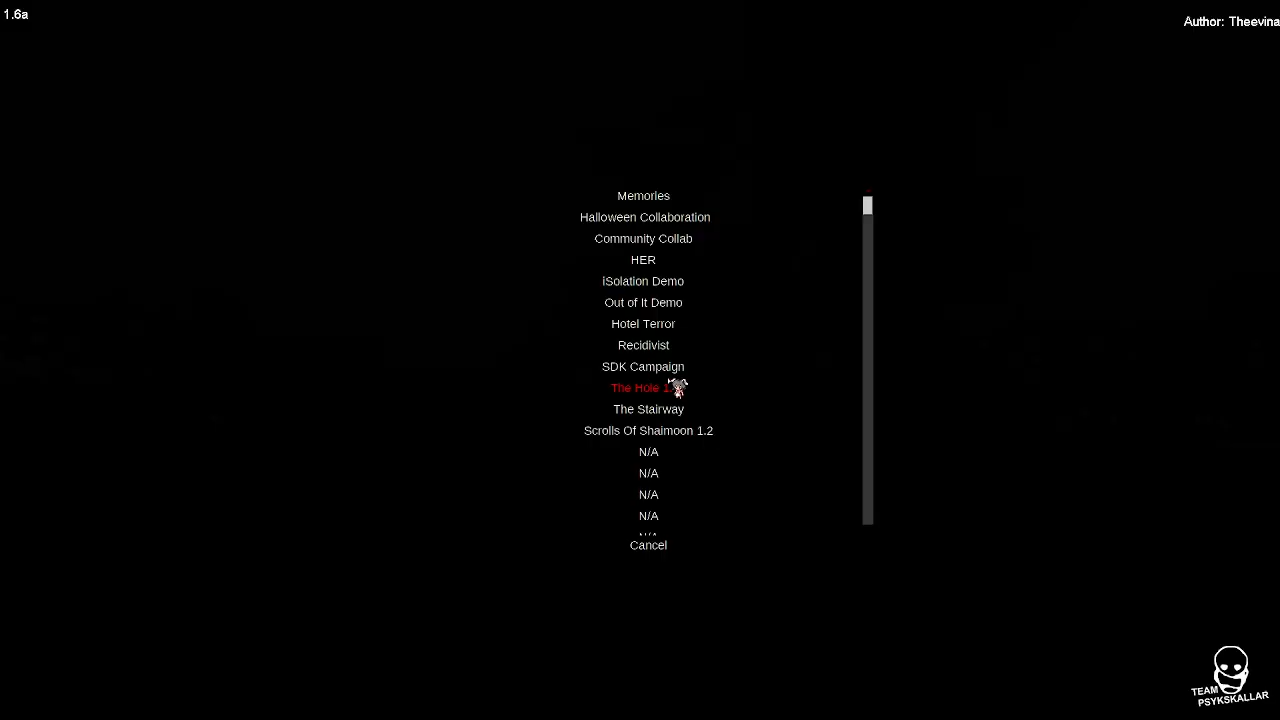 1.6a
Author: Theevina
Memories
Halloween Collaboration
Community Collab
HER
iSolation Demo
Out of It Demo
Hotel Terror
Recidivist
SDK Campaign
The Hole
The Stairway
Scrolls Of Shaimoon 1.2
N/A
N/A
N/A
N/A
Cancel
TEAM
PSYKSKALLAR